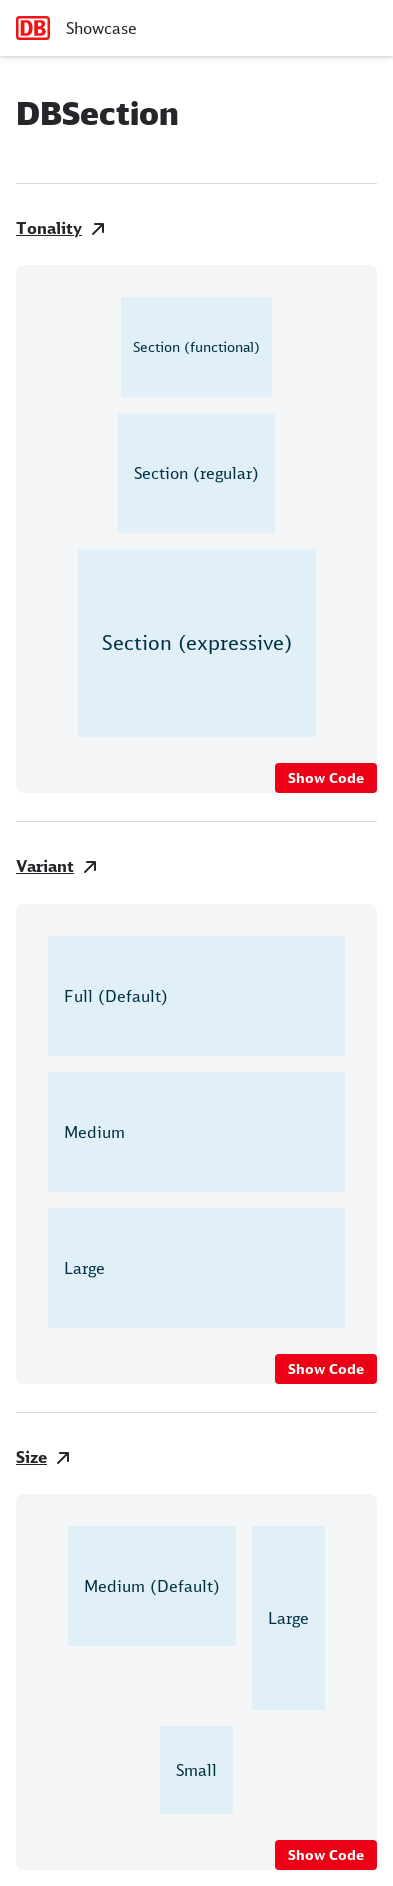 DB Showcase
DBSection
Tonality
Section (functional)
Section (regular)
Section (expressive)
Show Code
Variant
Full (Default)
Medium
Large
Show Code
Size
Medium (Default)
Large
Small
Show Code